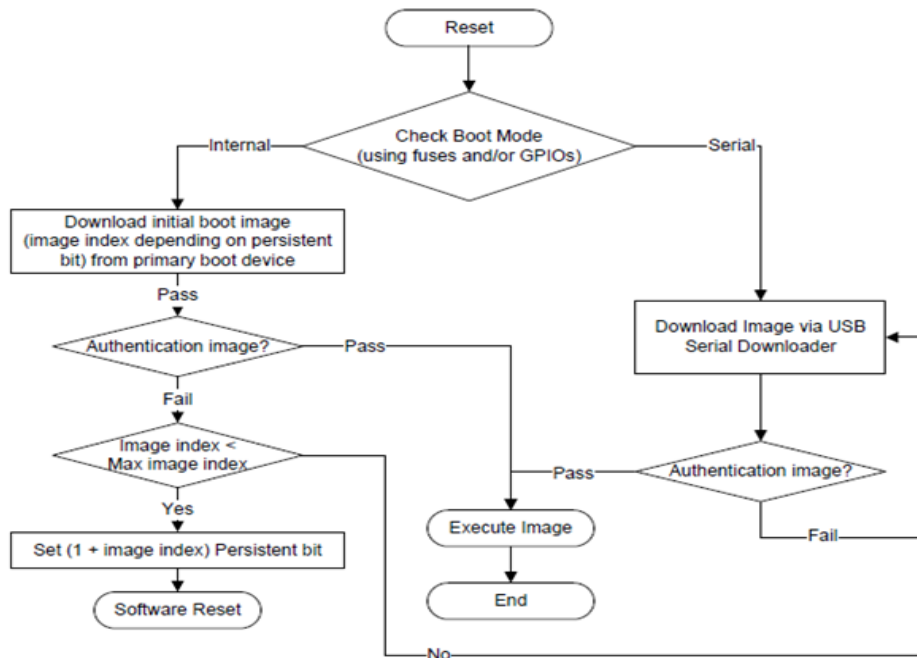 Reset
Check Boot Mode
(using fuses and/or GPIOs)
Internal
Serial
Download initial boot image
(image index depending on persistent
bit) from primary boot device
Pass
Download Image via USB
Serial Downloader
Authentication image?
Pass
Fail
Image index <
Max image index
Pass
Authentication image?
Yes
Execute Image
Fail
Set (1 + image index) Persistent bit
Software Reset
End
No